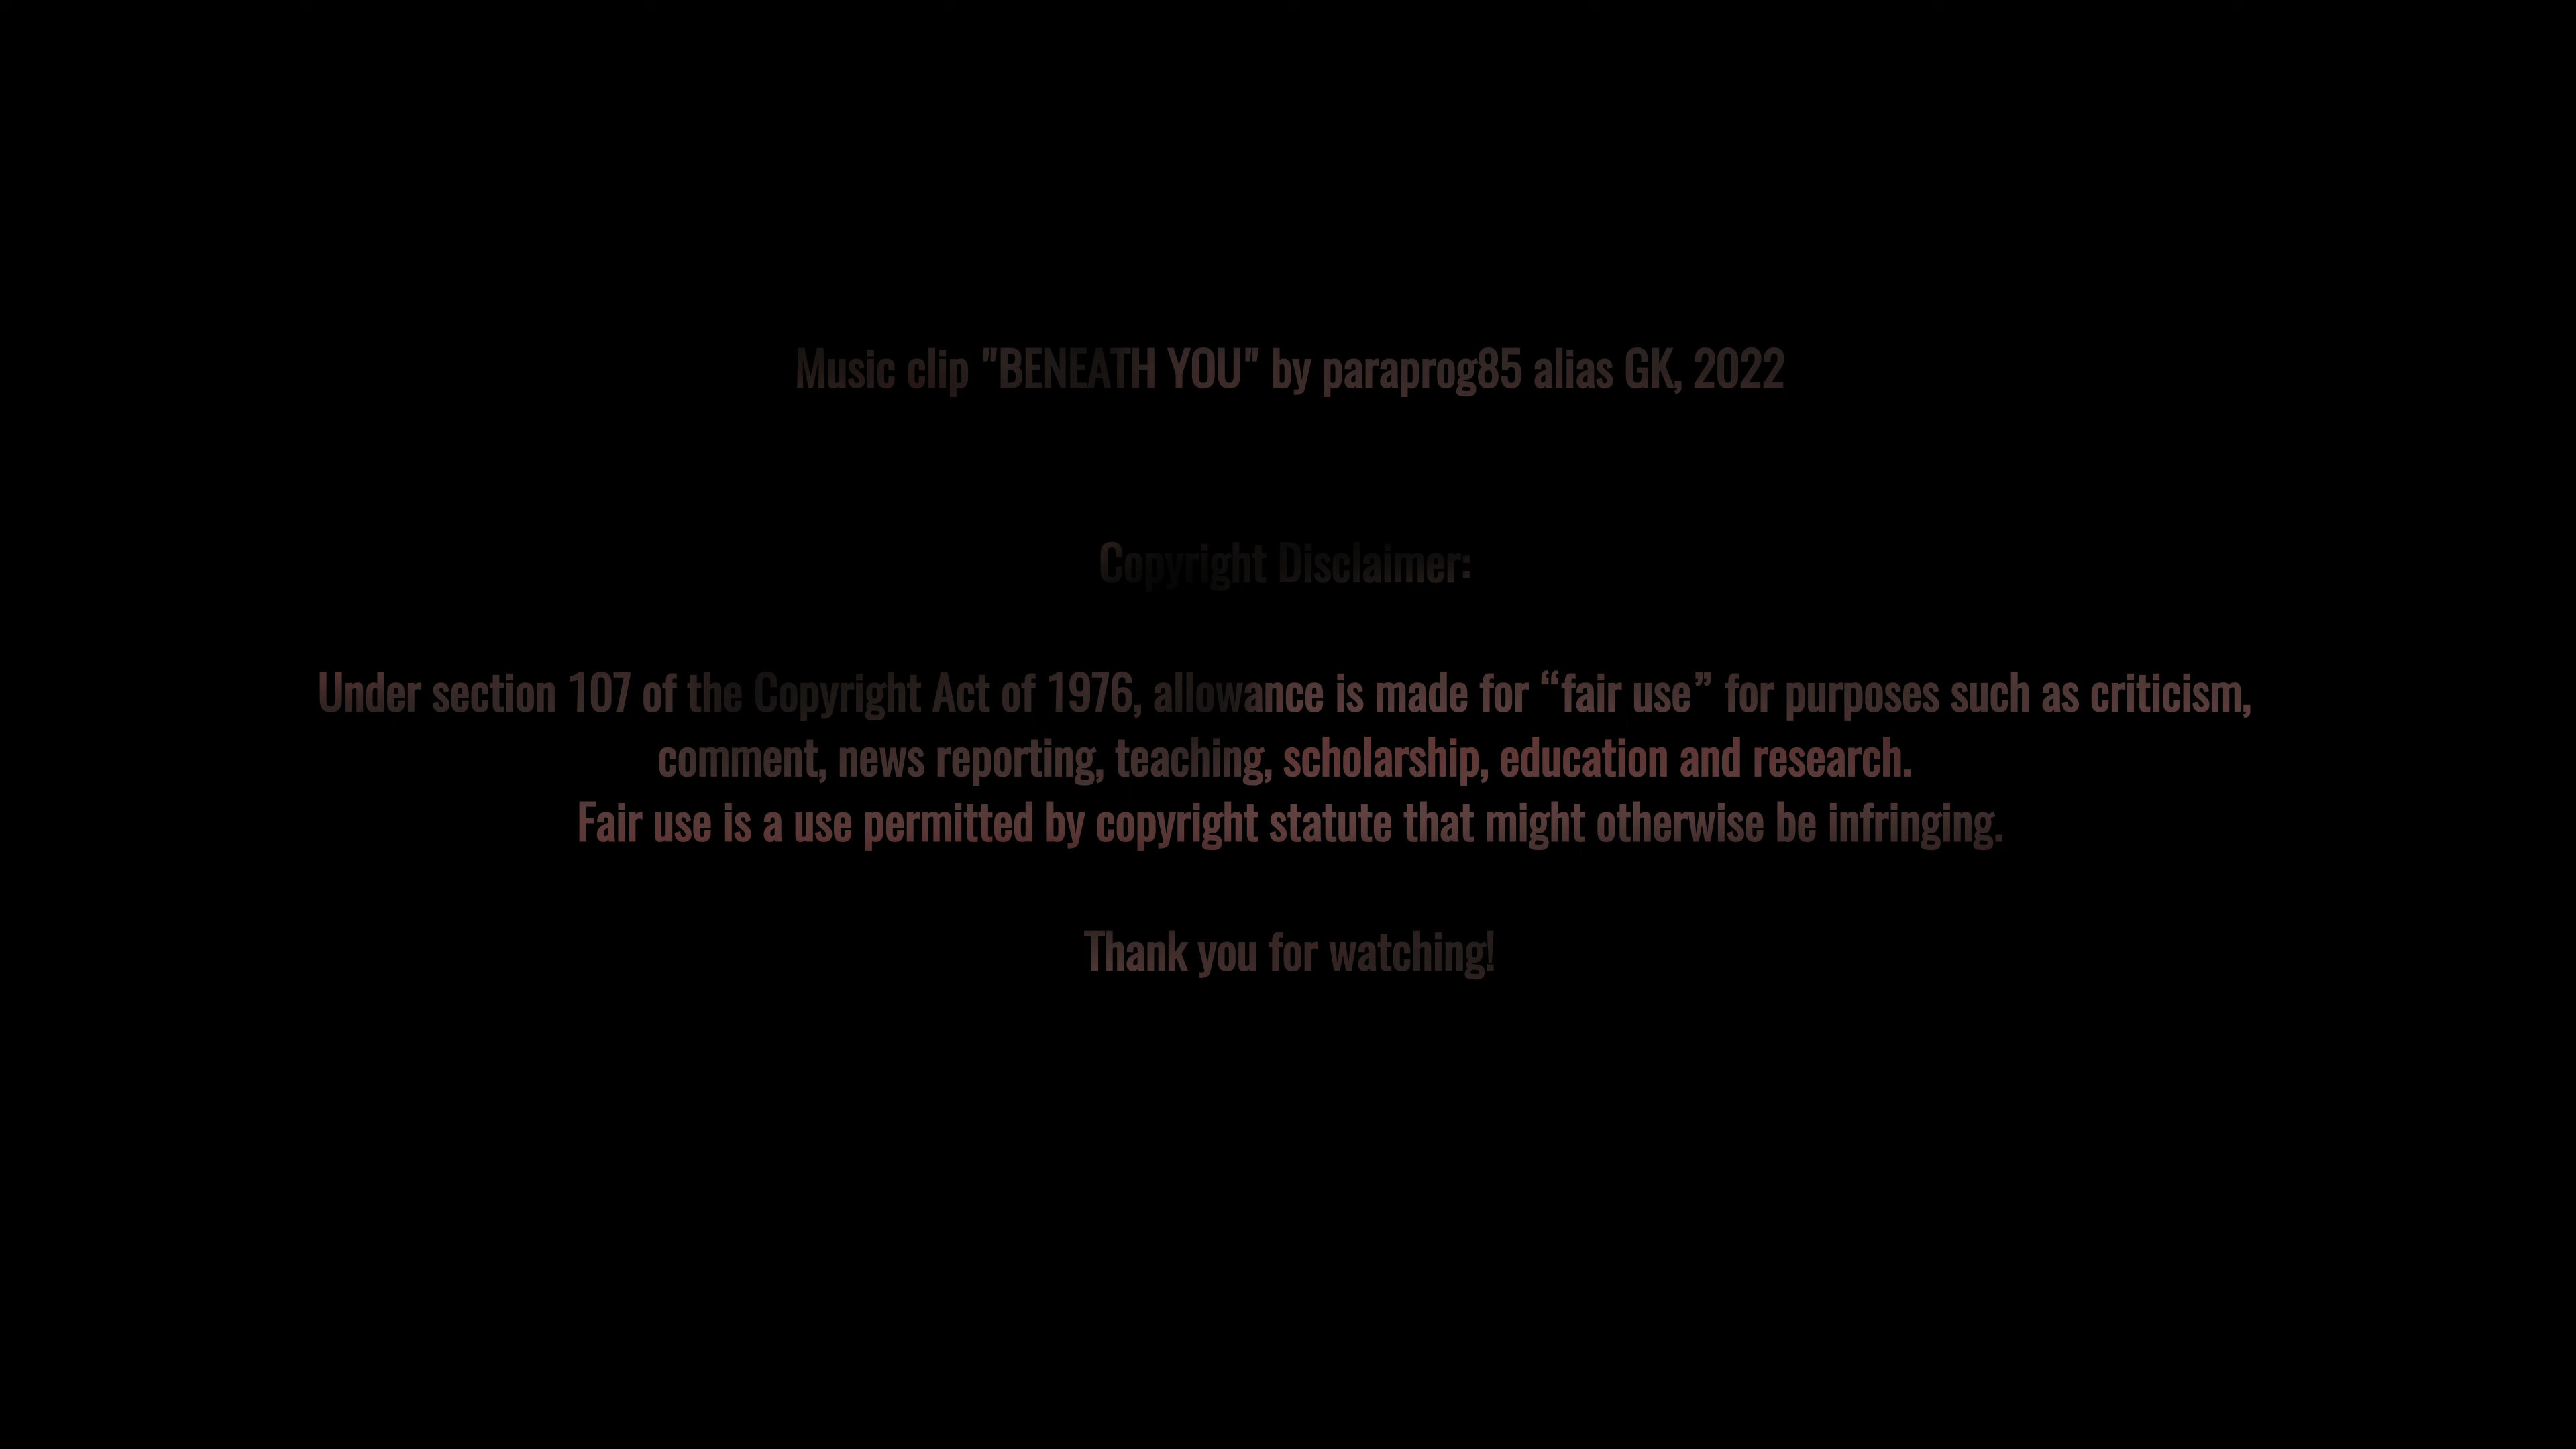 Music clip "BENEATH YOU" by paraprog85 alias GK, 2022
Copyright Disclaimer:
Under section 107 of the Copyright Act of 1976, allowance is made for “fair use” for purposes such as criticism,
comment, news reporting, teaching, scholarship, education and research.
Fair use is a use permitted by copyright statute that might otherwise be infringing.
Thank you for watching!